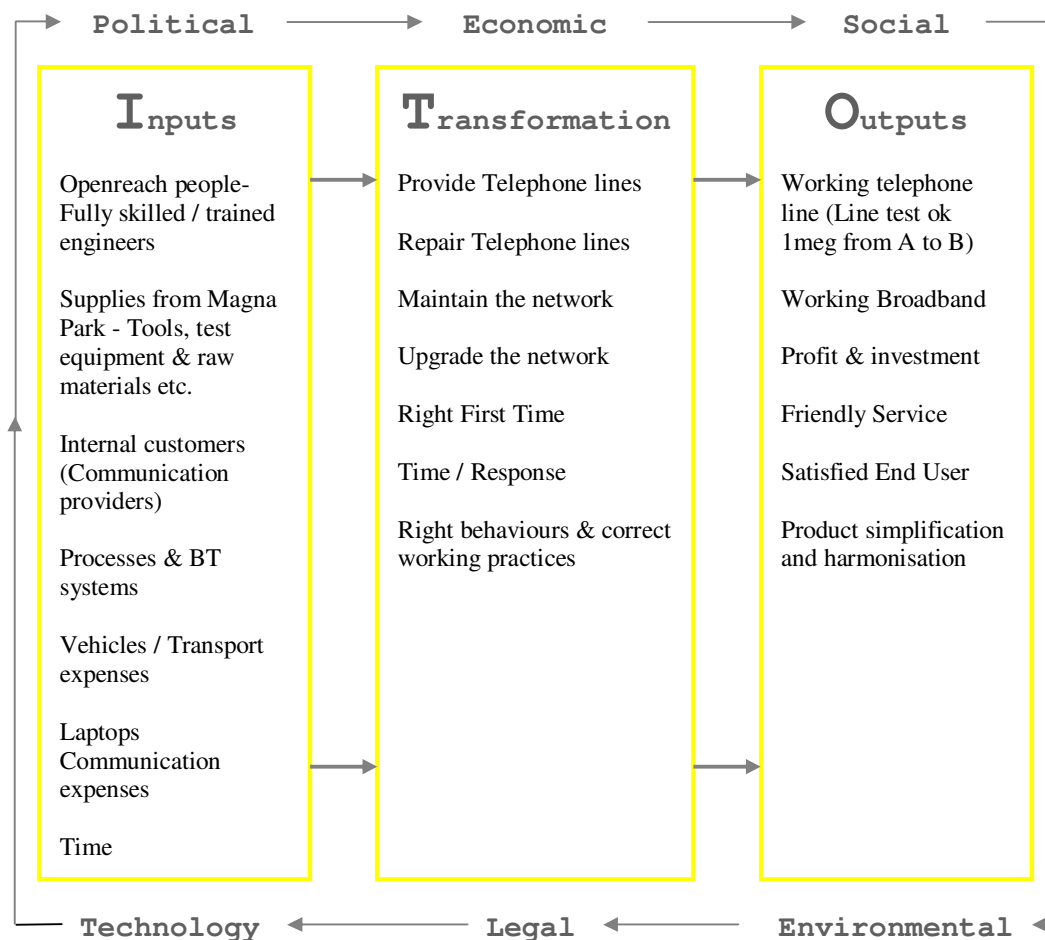 Political Economic Social
Inputs
Openreach people-
Fully skilled / trained
engineers
Supplies from Magna
Park - Tools, test
equipment & raw
materials etc.
Internal customers
(Communication
providers)
Processes & BT
systems
Vehicles / Transport
expenses
Laptops
Communication
expenses
Time
Transformation
Provide Telephone lines
Repair Telephone lines
Maintain the network
Upgrade the network
Right First Time
Time / Response
Right behaviours & correct
working practices
Outputs
Working telephone
line (Line test ok
1meg from A to B)
Working Broadband
Profit & investment
Friendly Service
Satisfied End User
Product simplification
and harmonisation
Technology Legal Environmental